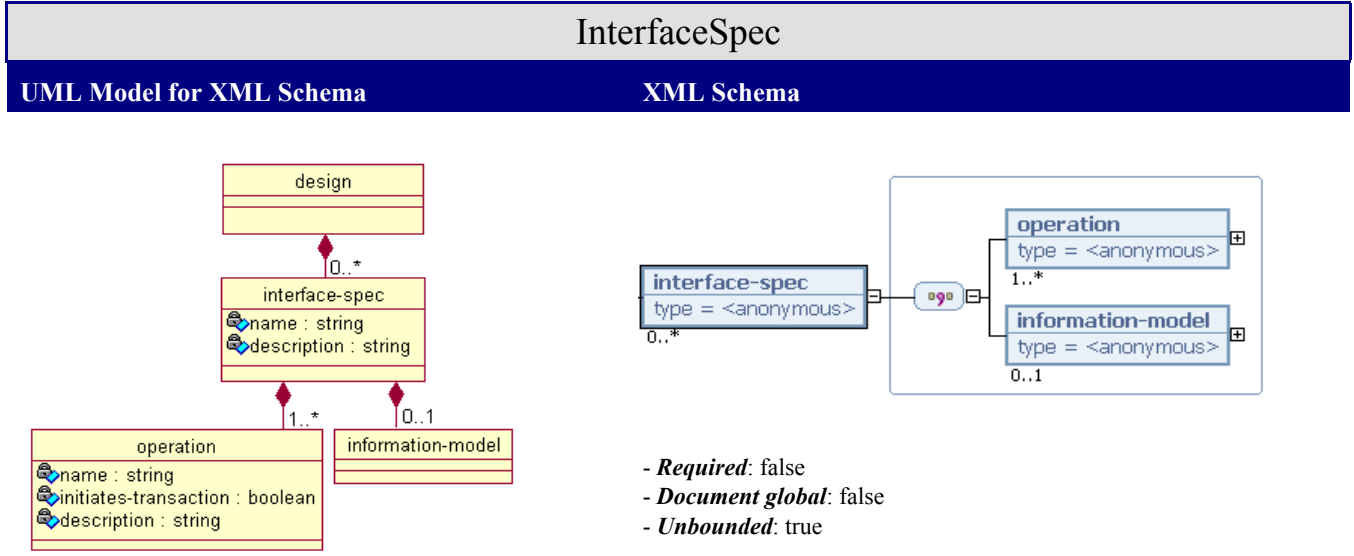 InterfaceSpec
UML Model for XML Schema
XML Schema
design
0..*
interface-spec
name : string
description : string
1..*
0..1
operation
name : string
initiates-transaction : boolean
description : string
information-model
interface-spec
type = <anonymous>
0..*
operation
type = <anonymous>
1..*
information-model
type = <anonymous>
0..1
- Required: false
- Document global: false
- Unbounded: true